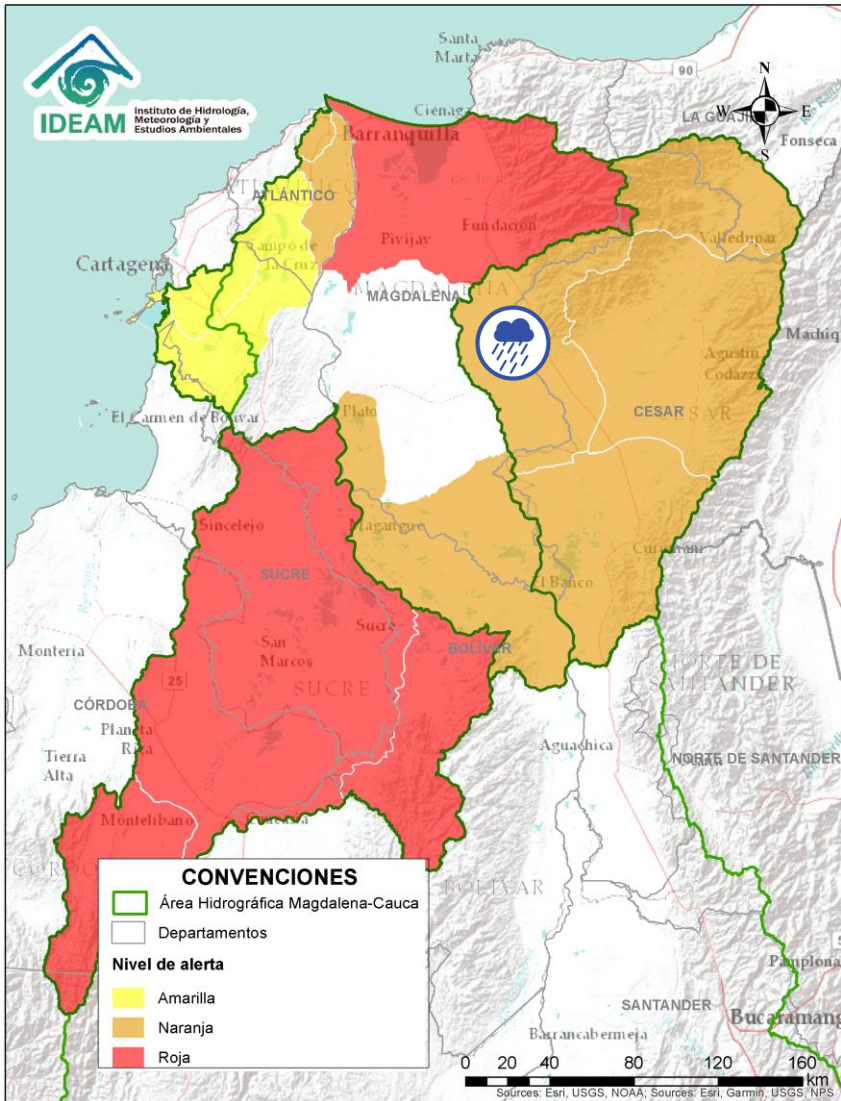 IDEAM
Instituto de Hidrología,
Meteorología y
Estudios Ambientales
Santa
Marta
90
N
E
S
LA GUAJI
Fonseca
Ciénaga
Barranquilla
ATLÁNTICO
Fundación
Pivijay
Valledupar
Campo de
la Cruz
Cartagena
MAGDALENA
Machiq
Agustín
Codazzi
El Carmen de Bolívar
Plato
CESAR
Sincelejo
Magangué
SUCRE
El Banco
San
Marcos
Sucre
BOLÍVAR
Montería
SUCRE
NORTE DE
SANTANDER
25
CÓRDOBA
Planeta
Rica
Tierra
Alta
Aguachica
NORTE DE SANTANDER
Montelíbano
BOLÍVAR
CONVENCIONES
Área Hidrográfica Magdalena-Cauca
Departamentos
Nivel de alerta
Amarilla
Naranja
Roja
Pamplona
SANTANDER
Bucaramang
Barrancabermeja
0 20 40 80 120 160
km
Sources: Esri, USGS, NOAA; Sources: Esri, Garmin, USGS, NPS